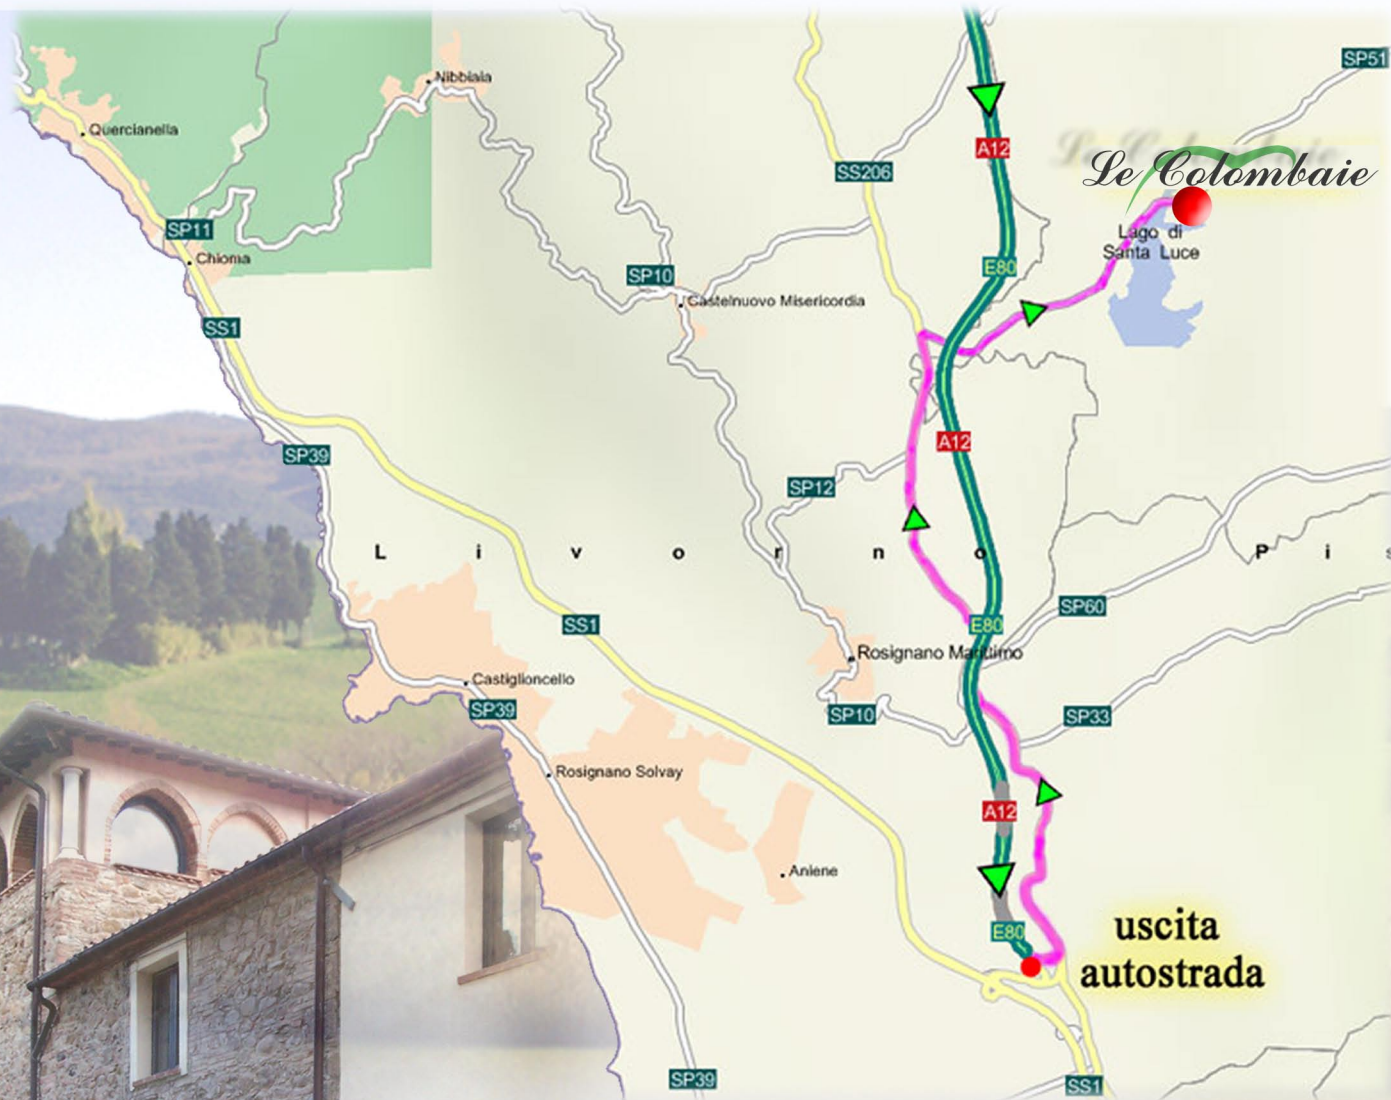 SP51
Nibbiaia
Quercianella
A12
Le Colombaie
SS206
SP11
Lago di
Santa Luce
Chioma
E80
SP10
Castelnuovo Misericordia
SS1
A12
SP39
SP12
L i v o r n o
P i s
SP60
SS1
E80
Rosignano Marittimo
Castiglioncello
SP39
SP10
SP33
Rosignano Solvay
A12
Aniene
uscita
autostrada
E80
SP39
SS1